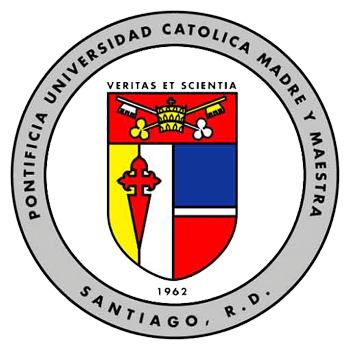 PONTIFICIA UNIVERSIDAD CATOLICA MADRE Y MAESTRA
VERITAS ET SCIENTIA
1962
SANTIAGO, R.D.